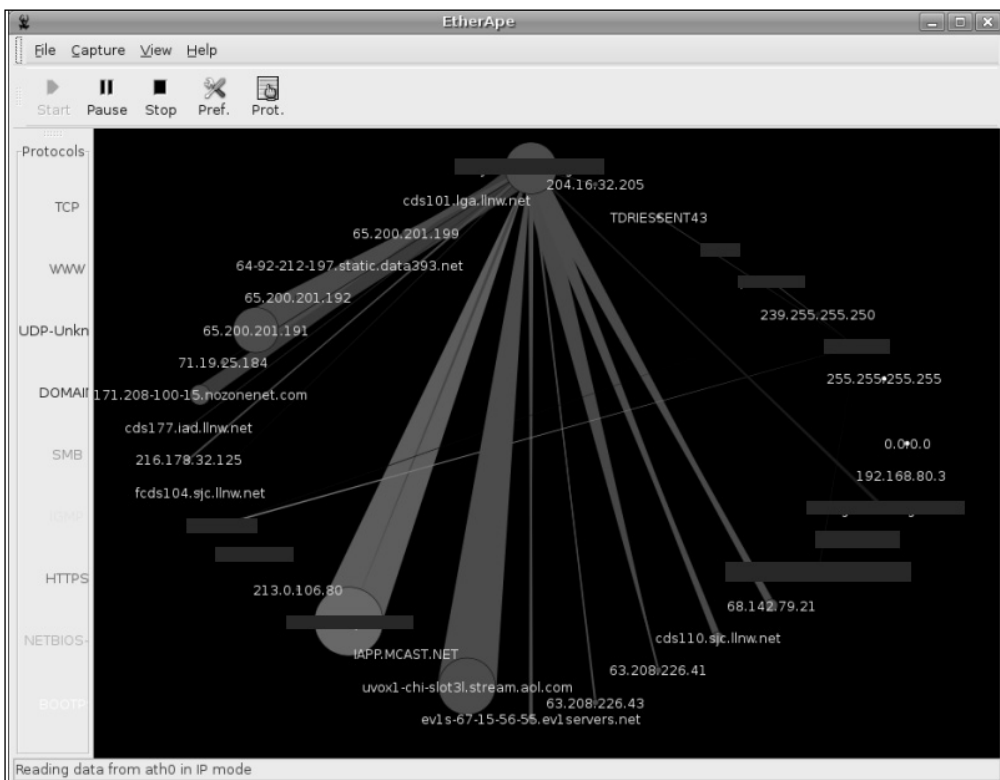 EtherApe
File Capture View Help
Start Pause Stop Pref. Prot.
Protocols
TCP
WWW
UDP-Unkn
DOMAI
SMB
HTTPS
NETBIOS-
BOOTP
204.16.32.205
cds101.lga.llnw.net
TDRIESSENT43
65.200.201.199
64-92-212-197.static.data393.net
65.200.201.192
239.255.255.250
65.200.201.191
71.19.25.184
255.255.255.255
171.208-100-15.nozonenet.com
cds177.iad.llnw.net
0.0.0.0
216.178.32.125
192.168.80.3
fcds104.sjc.llnw.net
213.0.106.80
68.142.79.21
cds110.sjc.llnw.net
IAPP.MCAST.NET
63.208.226.41
uvox1-chi-slot3l.stream.aol.com
63.208.226.43
ev1s-67-15-56-55.ev1servers.net
Reading data from ath0 in IP mode